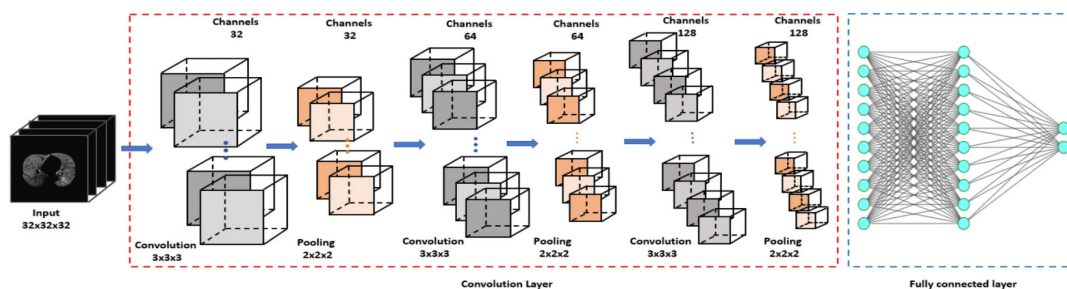 Channels
32
Channels
32
Channels
64
Channels
64
Channels
128
Channels
128
Input
32x32x32
Convolution
3x3x3
Pooling
2x2x2
Convolution
3x3x3
Pooling
2x2x2
Convolution
3x3x3
Pooling
2x2x2
Convolution Layer
Fully connected layer